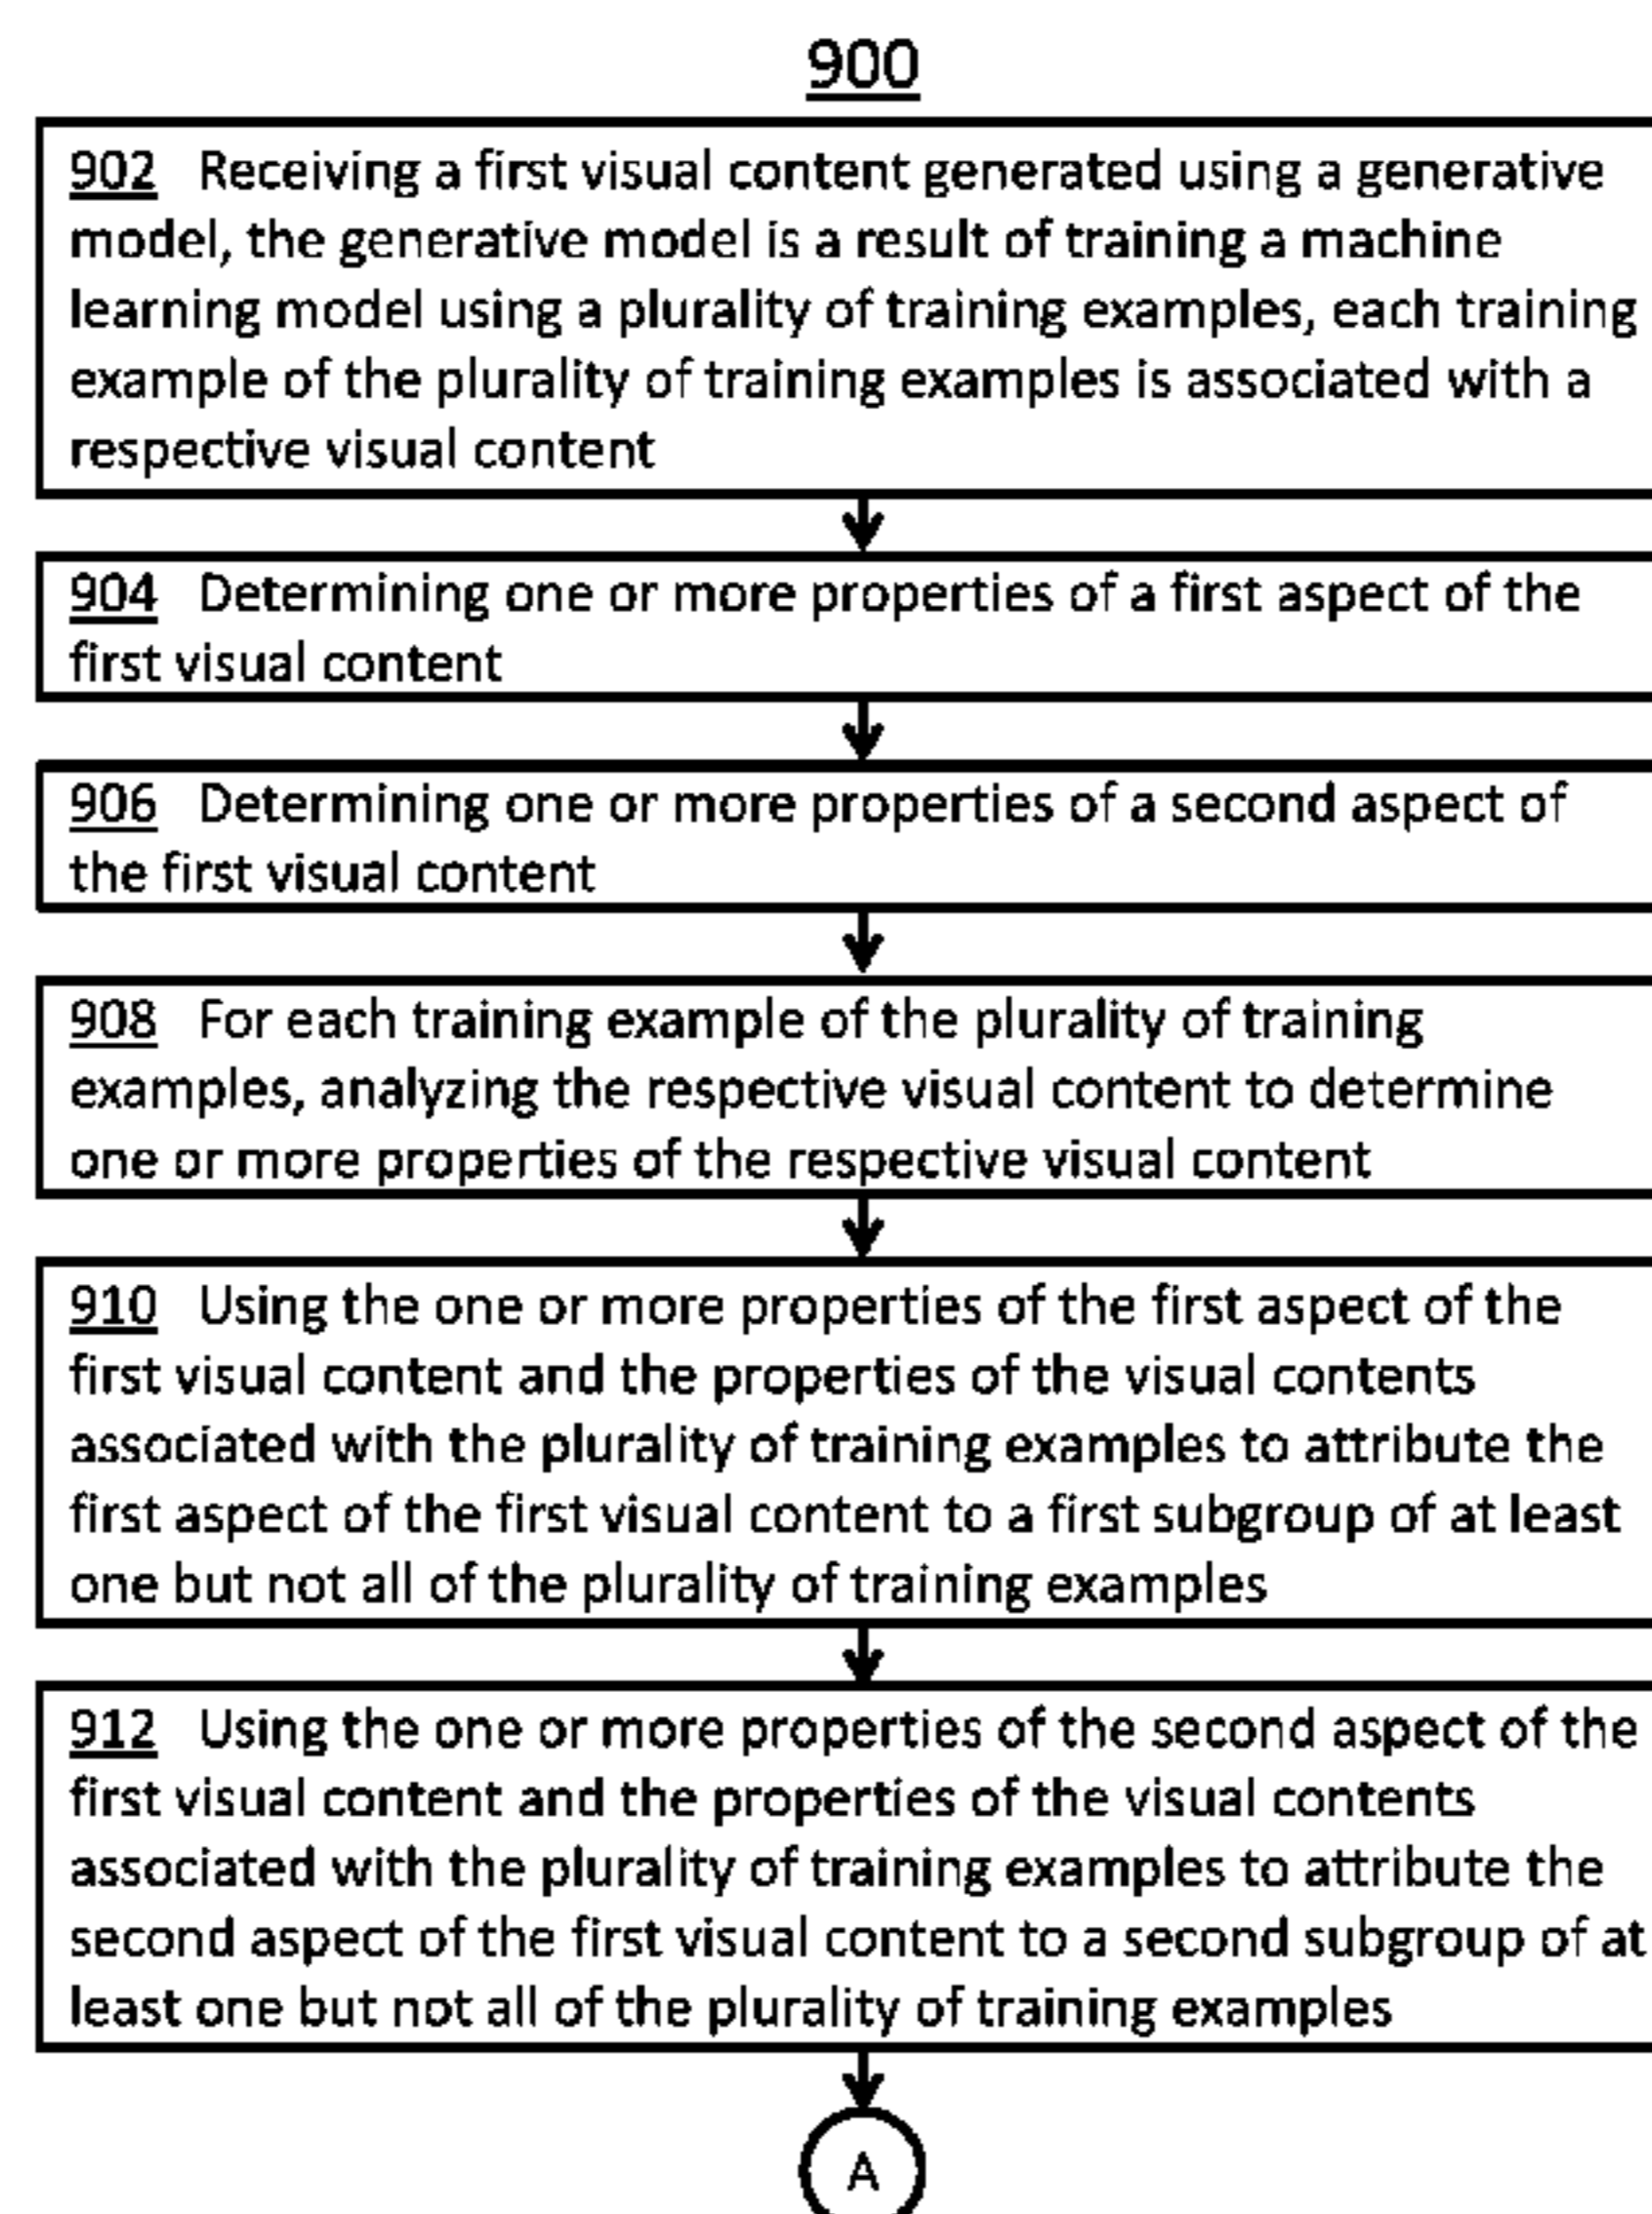 900
902 Receiving a first visual content generated using a generative
model, the generative model is a result of training a machine
learning model using a plurality of training examples, each training
example of the plurality of training examples is associated with a
respective visual content
904 Determining one or more properties of a first aspect of the
first visual content
906 Determining one or more properties of a second aspect of
the first visual content
908 For each training example of the plurality of training
examples, analyzing the respective visual content to determine
one or more properties of the respective visual content
910 Using the one or more properties of the first aspect of the
first visual content and the properties of the visual contents
associated with the plurality of training examples to attribute the
first aspect of the first visual content to a first subgroup of at least
one but not all of the plurality of training examples
912 Using the one or more properties of the second aspect of the
first visual content and the properties of the visual contents
associated with the plurality of training examples to attribute the
second aspect of the first visual content to a second subgroup of at
least one but not all of the plurality of training examples
A